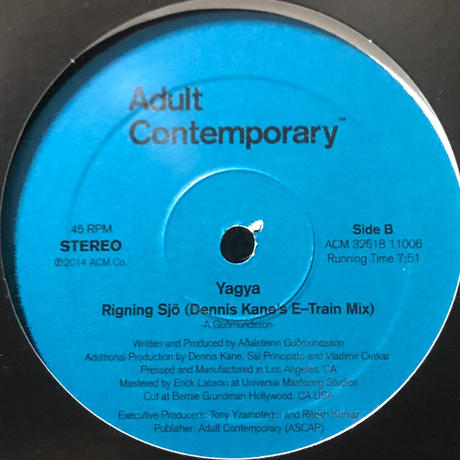 Adult
Contemporary™
45 RPM
STEREO
℗2014 ACM Co.
Side B
ACM 32518 11006
Running Time 7:51
Yagya
Rigning Sjö (Dennis Kane's E–Train Mix)
-A.Guðmundsson-
Written and Produced by Aðalsteinn Guðmundsson
Additional Production by Dennis Kane, Sal Principato and Vladimir Cutkar
Pressed and Manufactured in Los Angeles, CA
Mastered by Erick Labson at Universal Mastering Studios
Cut at Bernie Grundman Hollywood, CA USA
Executive Producers: Tony Yzarnotegui and Ritesh Kumar
Publisher: Adult Contemporary (ASCAP)